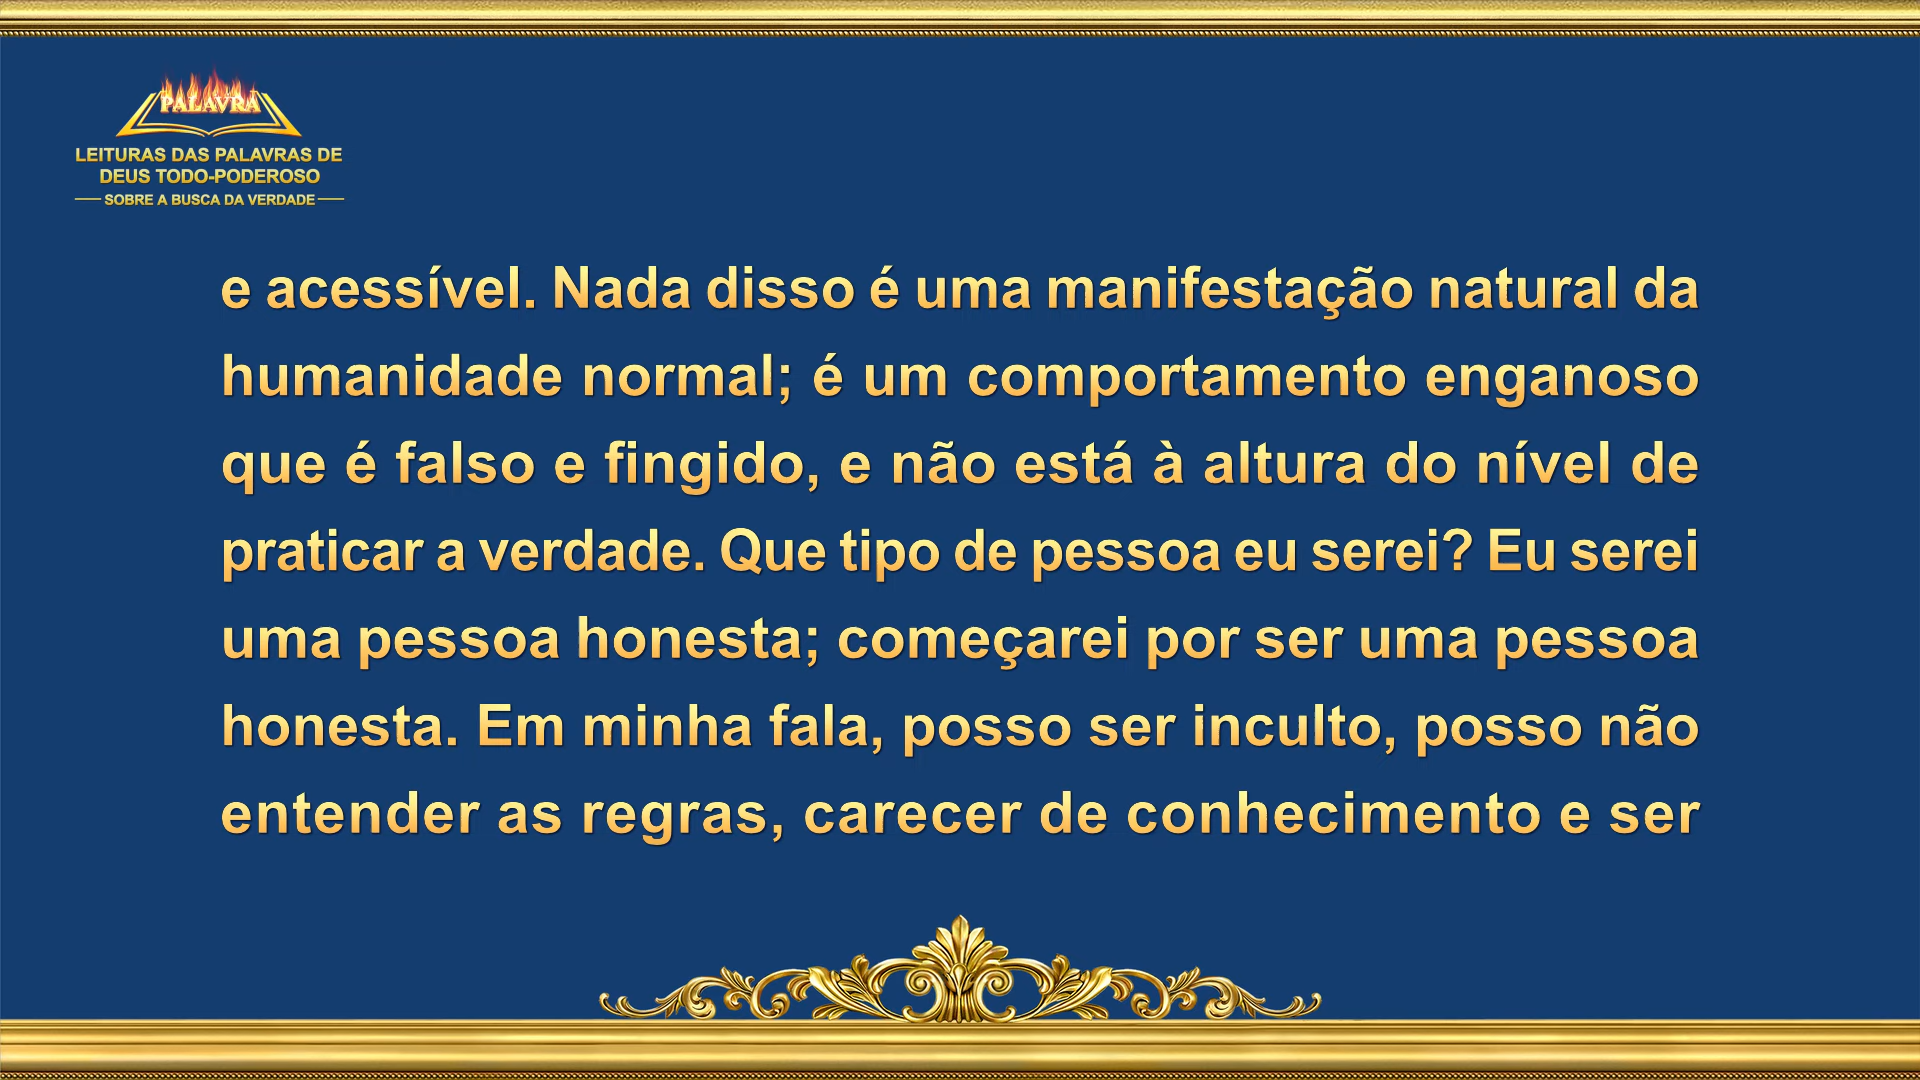 PALAVRA
LEITURAS DAS PALAVRAS DE
DEUS TODO-PODEROSO
SOBRE A BUSCA DA VERDADE
e acessível. Nada disso é uma manifestação natural da
humanidade normal; é um comportamento enganoso
que é falso e fingido, e não está à altura do nível de
praticar a verdade. Que tipo de pessoa eu serei? Eu serei
uma pessoa honesta; começarei por ser uma pessoa
honesta. Em minha fala, posso ser inculto, posso não
entender as regras, carecer de conhecimento e ser